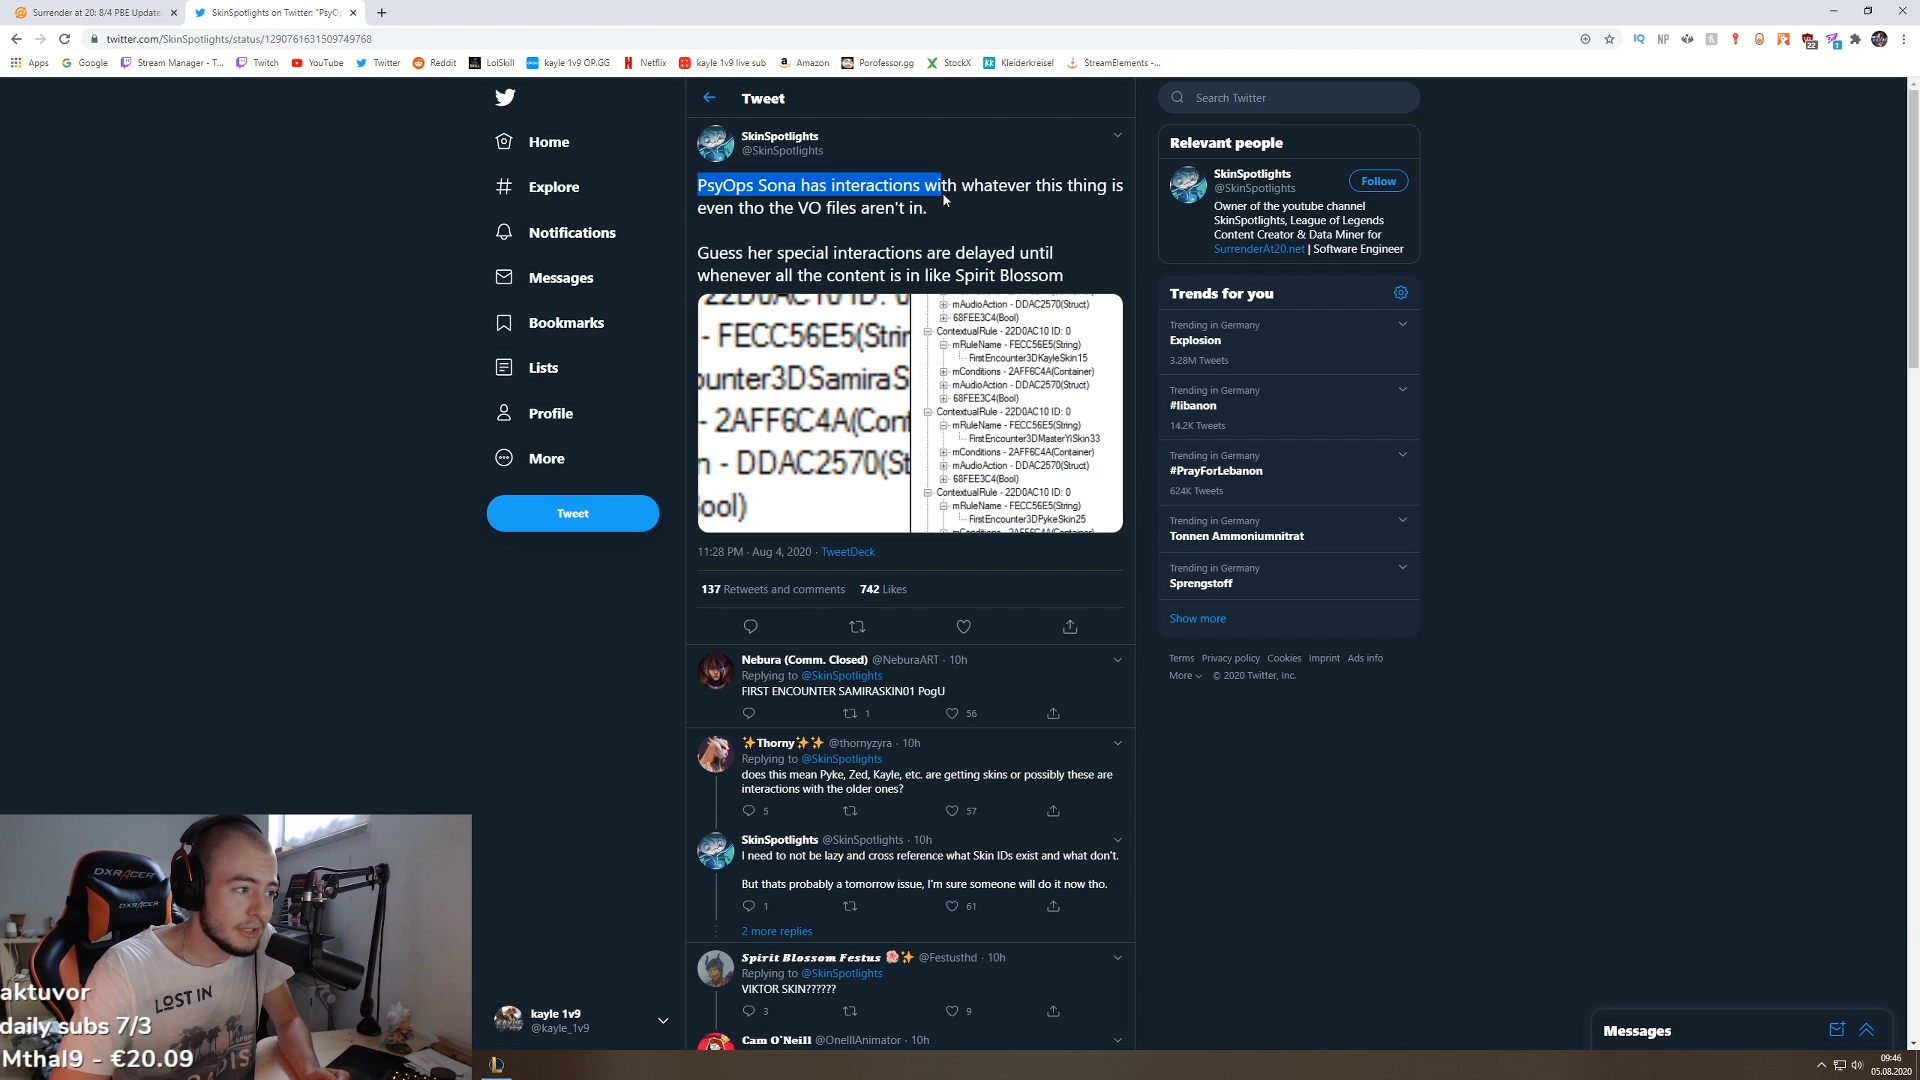 Surrender at 20: 8/4 PBE Update
SkinSpotlights on Twitter: "PsyOp
twitter.com/SkinSpotlights/status/1290761631509749768
Apps
Google
Stream Manager - T...
Twitch
YouTube
Twitter
Reddit
LolSkill
kayle 1v9 OP.GG
Netflix
kayle 1v9 live sub
Amazon
Porofessor.gg
StockX
Kleiderkreisel
StreamElements -...
Home
Explore
Notifications
Messages
Bookmarks
Lists
Profile
More
Tweet
kayle 1v9
@kayle_1v9
Tweet
SkinSpotlights
@SkinSpotlights
PsyOps Sona has interactions with whatever this thing is
even tho the VO files aren't in.
Guess her special interactions are delayed until
whenever all the content is in like Spirit Blossom
22D0AC10 ID: 0
- FECC56E5(Strin
ounter3DSamiraS
- 2AFF6C4A(Cont
n - DDAC2570(St
ool)
mAudioAction - DDAC2570(Struct)
68FEE3C4(Bool)
ContextualRule - 22D0AC10 ID: 0
mRuleName - FECC56E5(String)
FirstEncounter3DKayleSkin15
mConditions - 2AFF6C4A(Container)
mAudioAction - DDAC2570(Struct)
68FEE3C4(Bool)
ContextualRule - 22D0AC10 ID: 0
mRuleName - FECC56E5(String)
FirstEncounter3DMasterYiSkin33
mConditions - 2AFF6C4A(Container)
mAudioAction - DDAC2570(Struct)
68FEE3C4(Bool)
ContextualRule - 22D0AC10 ID: 0
mRuleName - FECC56E5(String)
FirstEncounter3DPykeSkin25
mConditions - 2AFF6C4A(Container)
11:28 PM · Aug 4, 2020 · TweetDeck
137 Retweets and comments 742 Likes
Nebura (Comm. Closed) @NeburaART · 10h
Replying to @SkinSpotlights
FIRST ENCOUNTER SAMIRASKIN01 PogU
1 56
✨Thorny✨✨ @thornyzyra · 10h
Replying to @SkinSpotlights
does this mean Pyke, Zed, Kayle, etc. are getting skins or possibly these are
interactions with the older ones?
5 57
SkinSpotlights @SkinSpotlights · 10h
I need to not be lazy and cross reference what Skin IDs exist and what don't.
But thats probably a tomorrow issue, I'm sure someone will do it now tho.
1 61
2 more replies
Spirit Blossom Festus 🌸✨ @Festusthd · 10h
Replying to @SkinSpotlights
VIKTOR SKIN??????
3 9
Cam O'Neill @OneIllAnimator · 10h
Search Twitter
Relevant people
SkinSpotlights
@SkinSpotlights
Follow
Owner of the youtube channel
SkinSpotlights, League of Legends
Content Creator & Data Miner for
SurrenderAt20.net | Software Engineer
Trends for you
Trending in Germany
Explosion
3.28M Tweets
Trending in Germany
#libanon
14.2K Tweets
Trending in Germany
#PrayForLebanon
624K Tweets
Trending in Germany
Tonnen Ammoniumnitrat
Trending in Germany
Sprengstoff
Show more
Terms Privacy policy Cookies Imprint Ads info
More © 2020 Twitter, Inc.
Messages
DXRACER
DXRACER
LOST IN
aktuvor
daily subs 7/3
Mthal9 - €20.09
09:46
05.08.2020